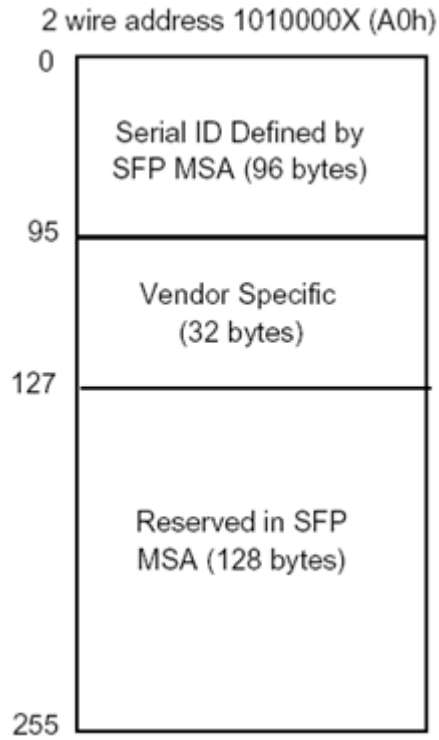 2 wire address 1010000X (A0h)
0
Serial ID Defined by
SFP MSA (96 bytes)
95
Vendor Specific
(32 bytes)
127
Reserved in SFP
MSA (128 bytes)
255